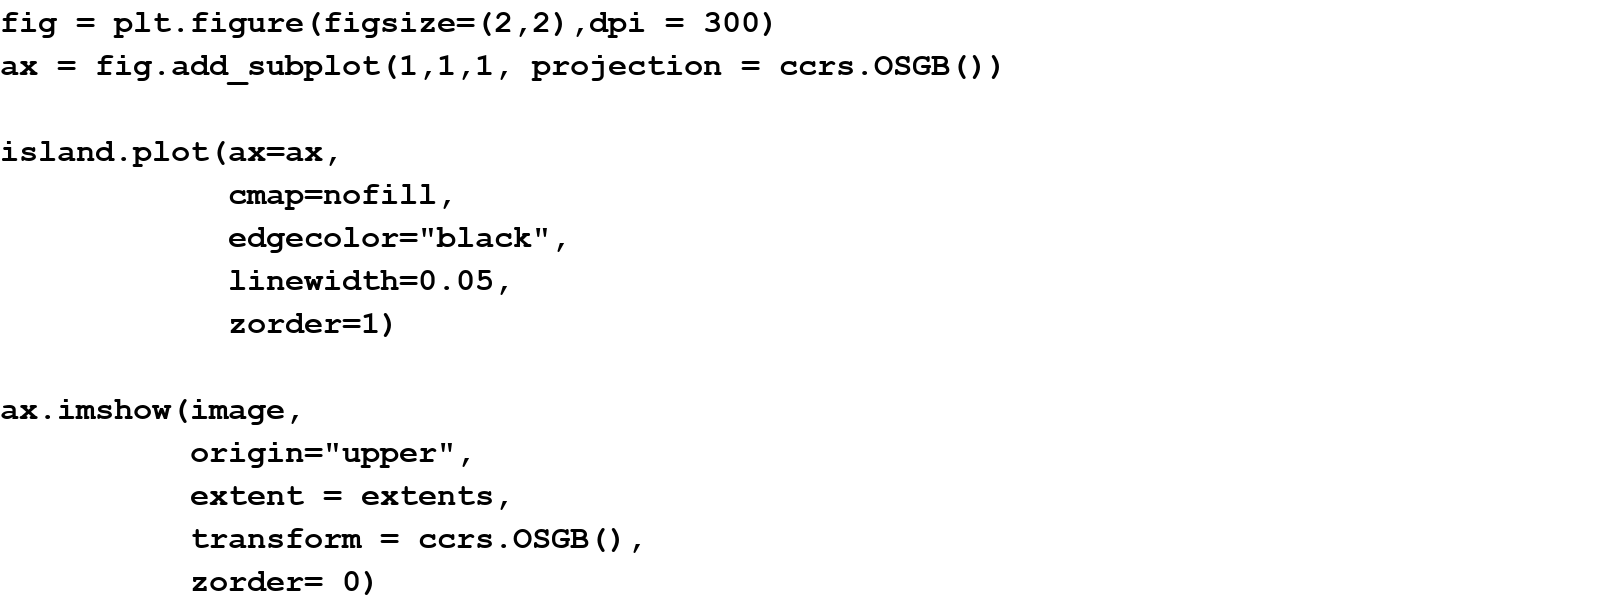 fig = plt.figure(figsize=(2,2),dpi = 300)
ax = fig.add_subplot(1,1,1, projection = ccrs.OSGB())

island.plot(ax=ax,
            cmap=nofill,
            edgecolor="black",
            linewidth=0.05,
            zorder=1)

ax.imshow(image,
          origin="upper",
          extent = extents,
          transform = ccrs.OSGB(),
          zorder= 0)